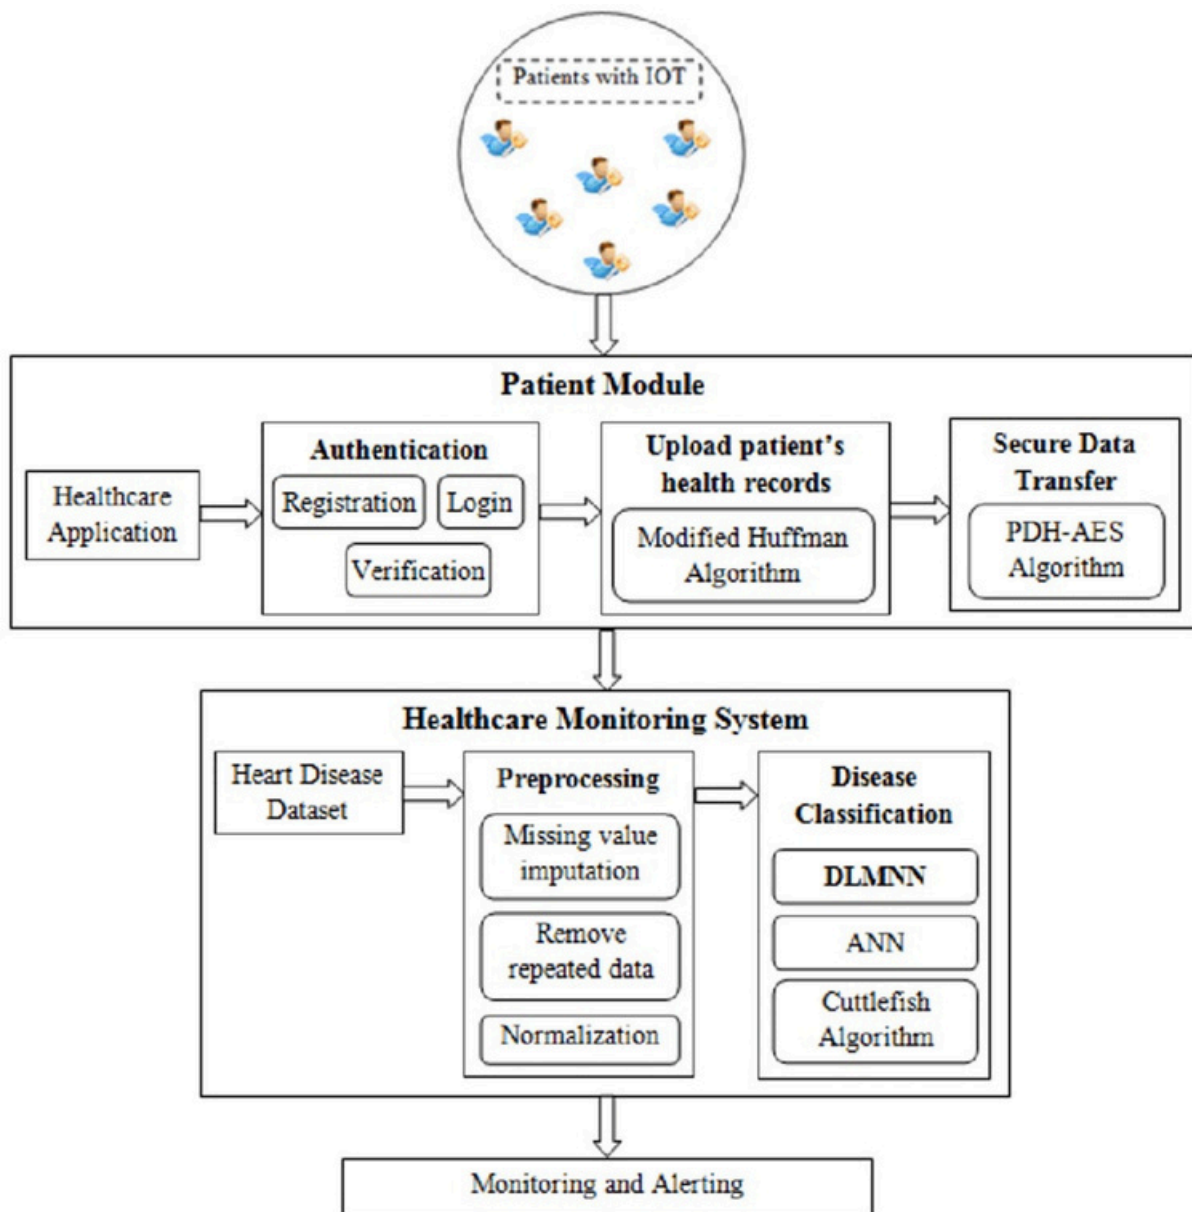 Patients with IOT
Patient Module
Healthcare
Application
Authentication
Registration
Login
Verification
Upload patient's
health records
Modified Huffman
Algorithm
Secure Data
Transfer
PDH-AES
Algorithm
Healthcare Monitoring System
Heart Disease
Dataset
Preprocessing
Missing value
imputation
Remove
repeated data
Normalization
Disease
Classification
DLMNN
ANN
Cuttlefish
Algorithm
Monitoring and Alerting